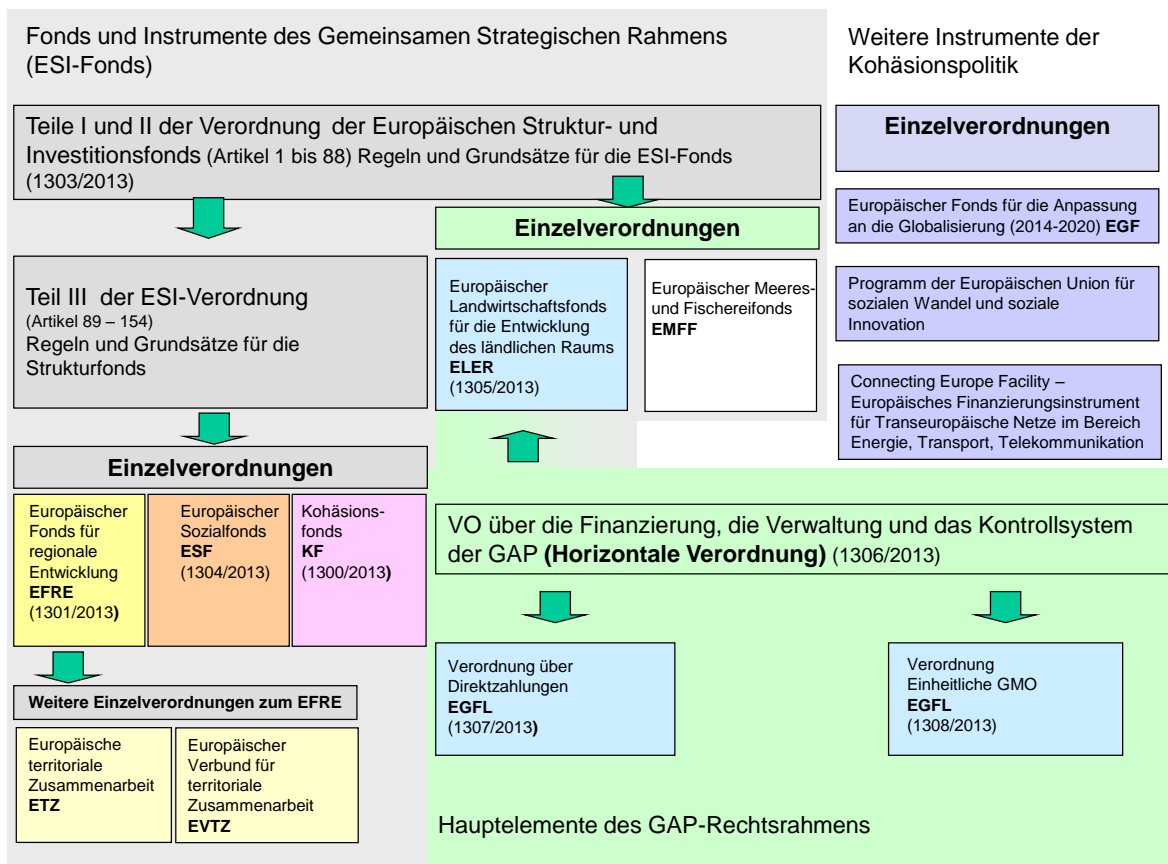 Fonds und Instrumente des Gemeinsamen Strategischen Rahmens
(ESI-Fonds)
Weitere Instrumente der
Kohäsionspolitik
Teile I und II der Verordnung der Europäischen Struktur- und
Investitionsfonds (Artikel 1 bis 88) Regeln und Grundsätze für die ESI-Fonds
(1303/2013)
Einzelverordnungen
Europäischer Fonds für die Anpassung
an die Globalisierung (2014-2020) EGF
Programm der Europäischen Union für
sozialen Wandel und soziale
Innovation
Connecting Europe Facility –
Europäisches Finanzierungsinstrument
für Transeuropäische Netze im Bereich
Energie, Transport, Telekommunikation
Einzelverordnungen
Europäischer
Landwirtschaftsfonds
für die Entwicklung
des ländlichen Raums
ELER
(1305/2013)
Europäischer Meeres-
und Fischereifonds
EMFF
Teil III der ESI-Verordnung
(Artikel 89 – 154)
Regeln und Grundsätze für die
Strukturfonds
Einzelverordnungen
Europäischer
Fonds für
regionale
Entwicklung
EFRE
(1301/2013)
Europäischer
Sozialfonds
ESF
(1304/2013)
Kohäsions-
fonds
KF
(1300/2013)
VO über die Finanzierung, die Verwaltung und das Kontrollsystem
der GAP (Horizontale Verordnung) (1306/2013)
Verordnung über
Direktzahlungen
EGFL
(1307/2013)
Verordnung
Einheitliche GMO
EGFL
(1308/2013)
Weitere Einzelverordnungen zum EFRE
Europäische
territoriale
Zusammenarbeit
ETZ
Europäischer
Verbund für
territoriale
Zusammenarbeit
EVTZ
Hauptelemente des GAP-Rechtsrahmens